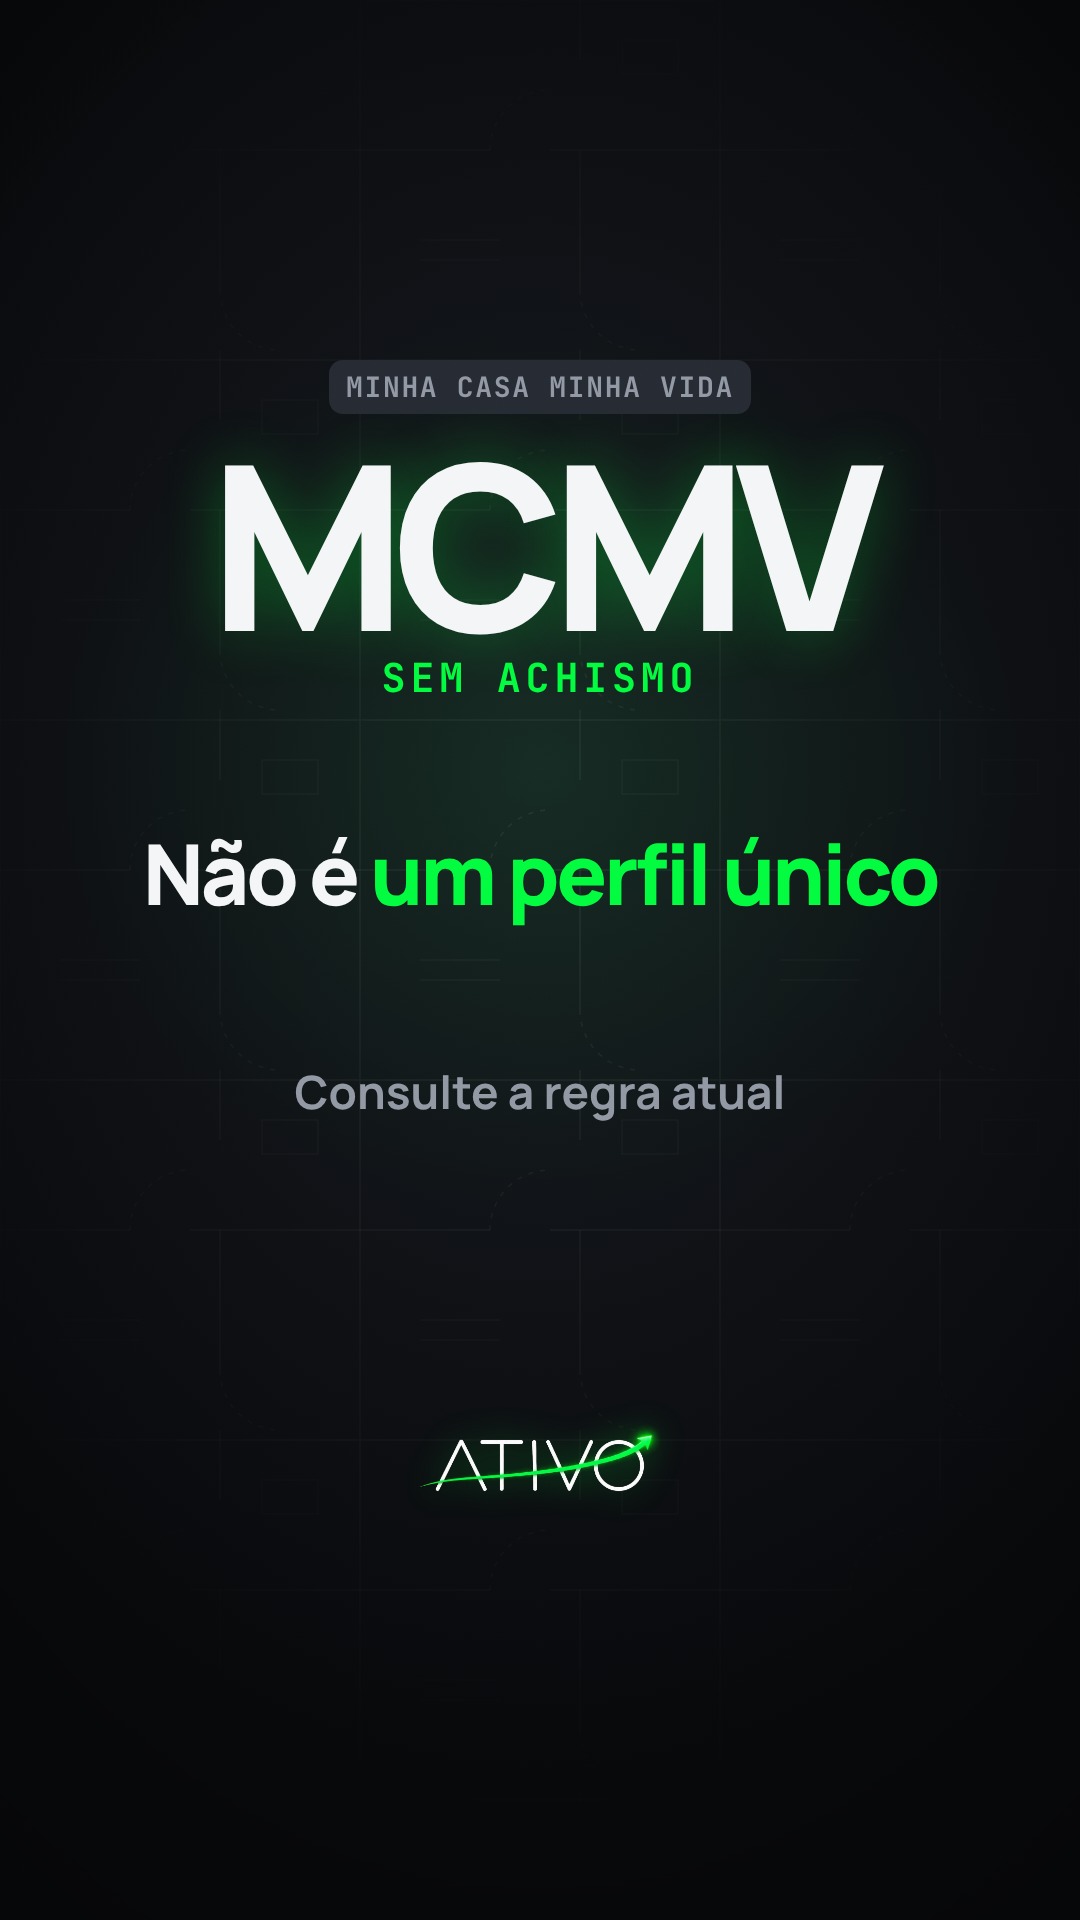 MINHA CASA MINHA VIDA
MCMV
SEM ACHISMO
Não é um perfil único
Consulte a regra atual
ATIVO